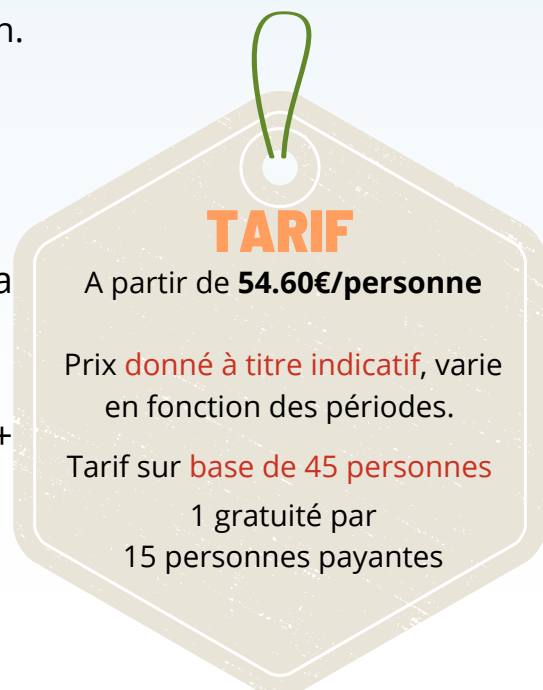 n.
TARIF
a
A partir de 54.60€/personne
Prix donné à titre indicatif, varie
en fonction des périodes.
+
Tarif sur base de 45 personnes
1 gratuité par
15 personnes payantes